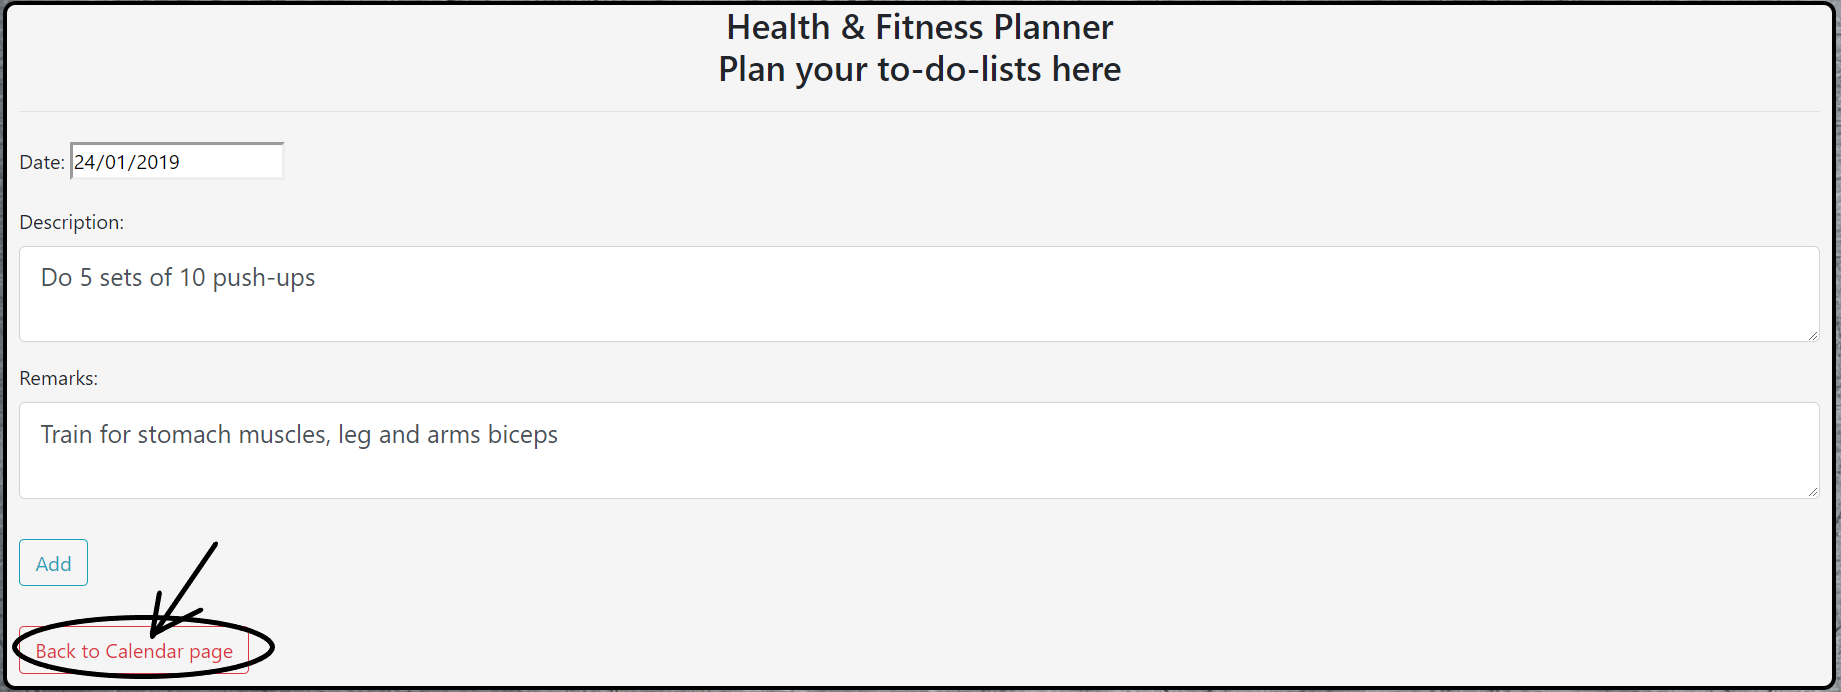 Health & Fitness Planner
Plan your to-do-lists here
Date: 24/01/2019
Description:
Do 5 sets of 10 push-ups
Remarks:
Train for stomach muscles, leg and arms biceps
Add
Back to Calendar page